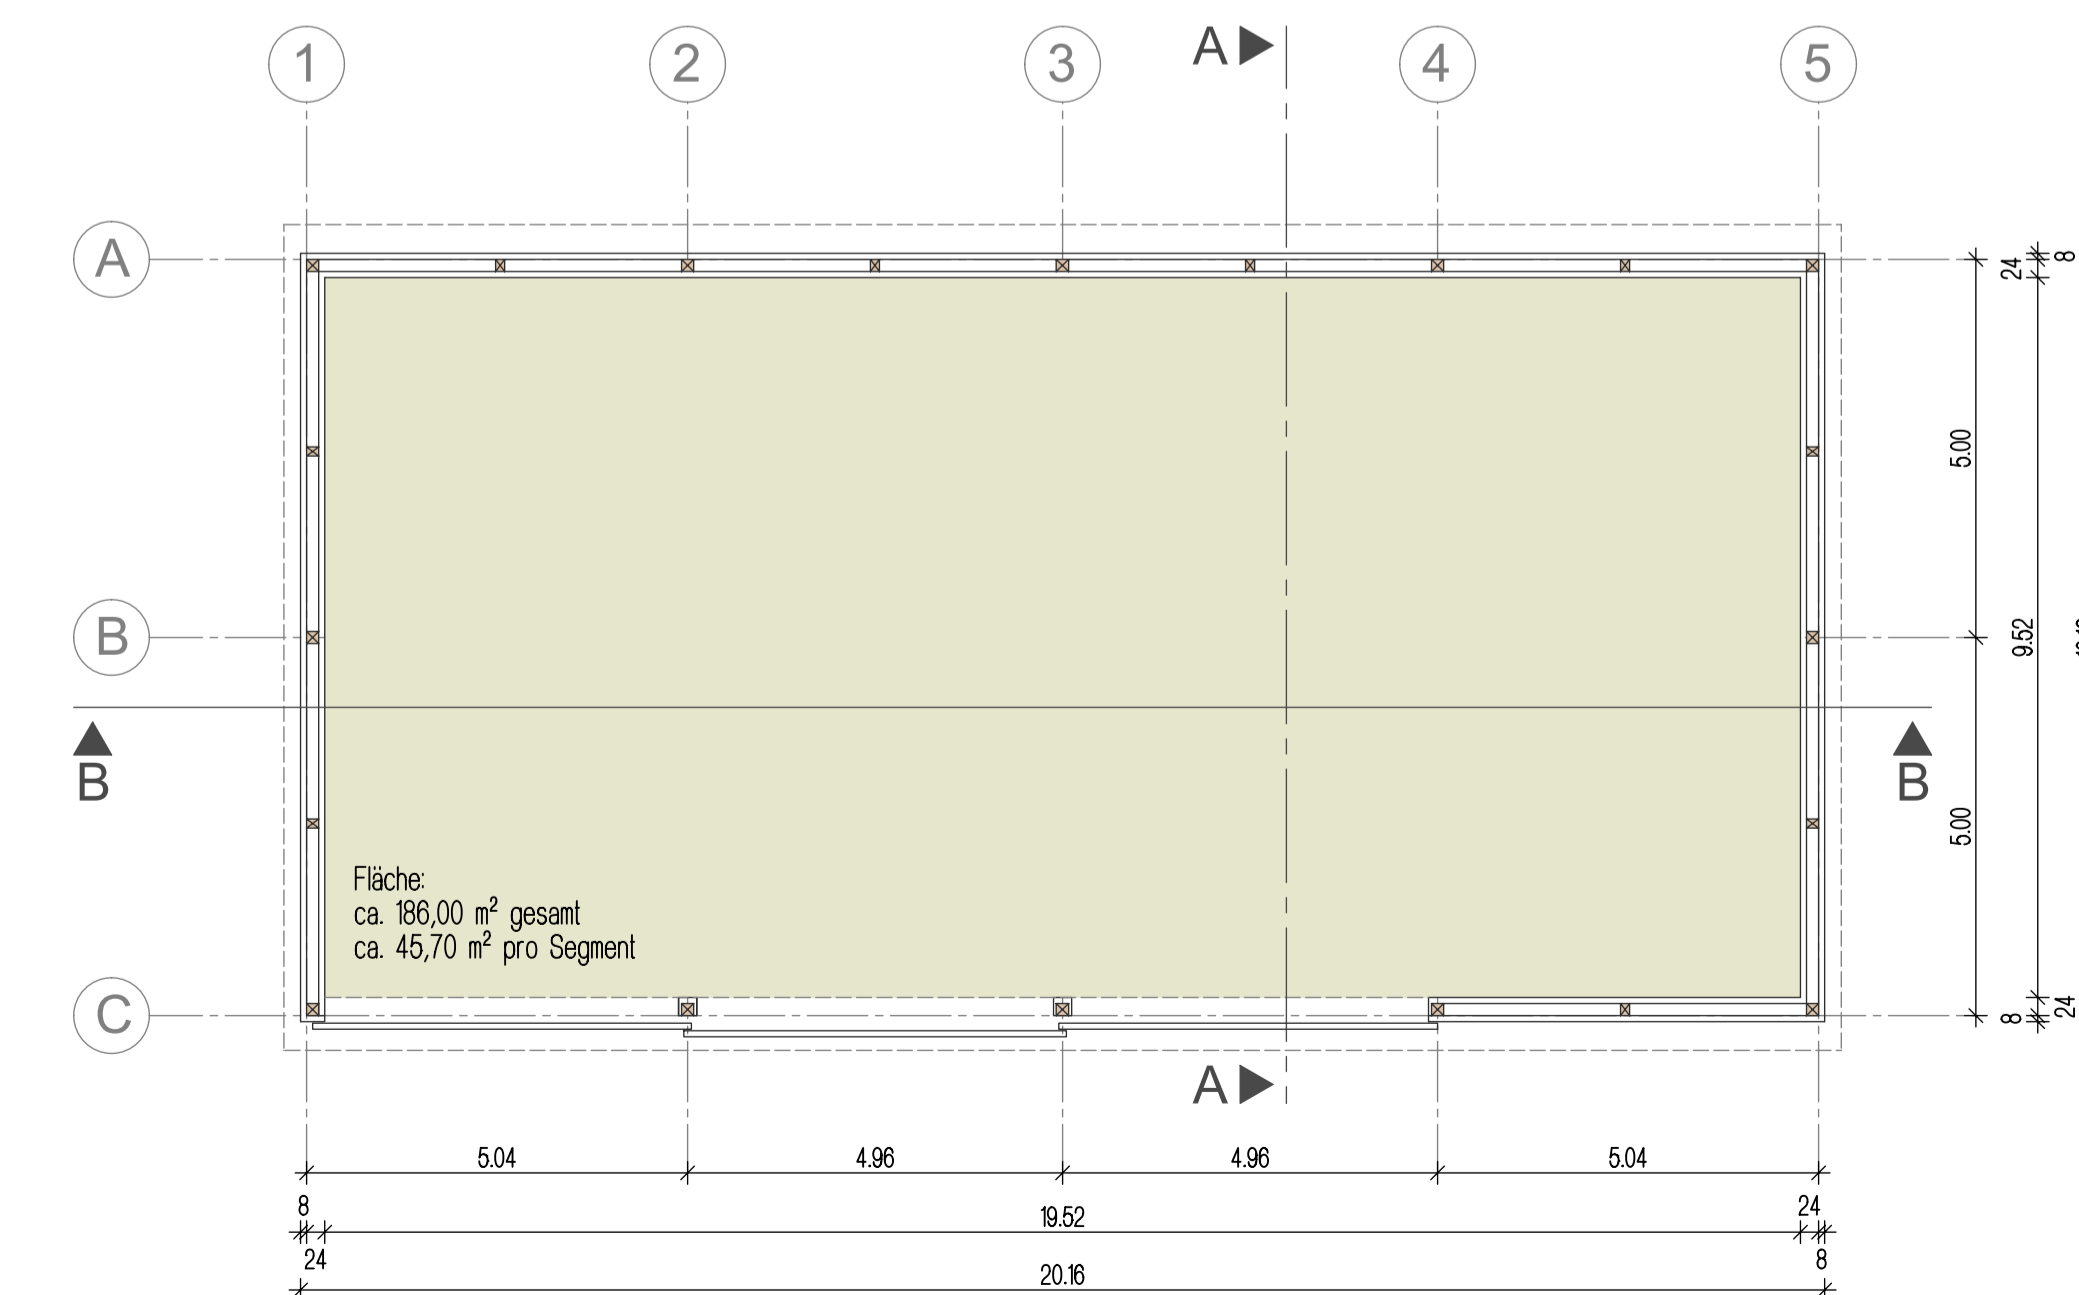 1 2 3 A 4 5
A
8
24
5.00
B
9.52
B B
5.00
Fläche:
ca. 186,00 m² gesamt
ca. 45,70 m² pro Segment
C
24
8
A
5.04 4.96 4.96 5.04
8 19.52 24
24 8
20.16